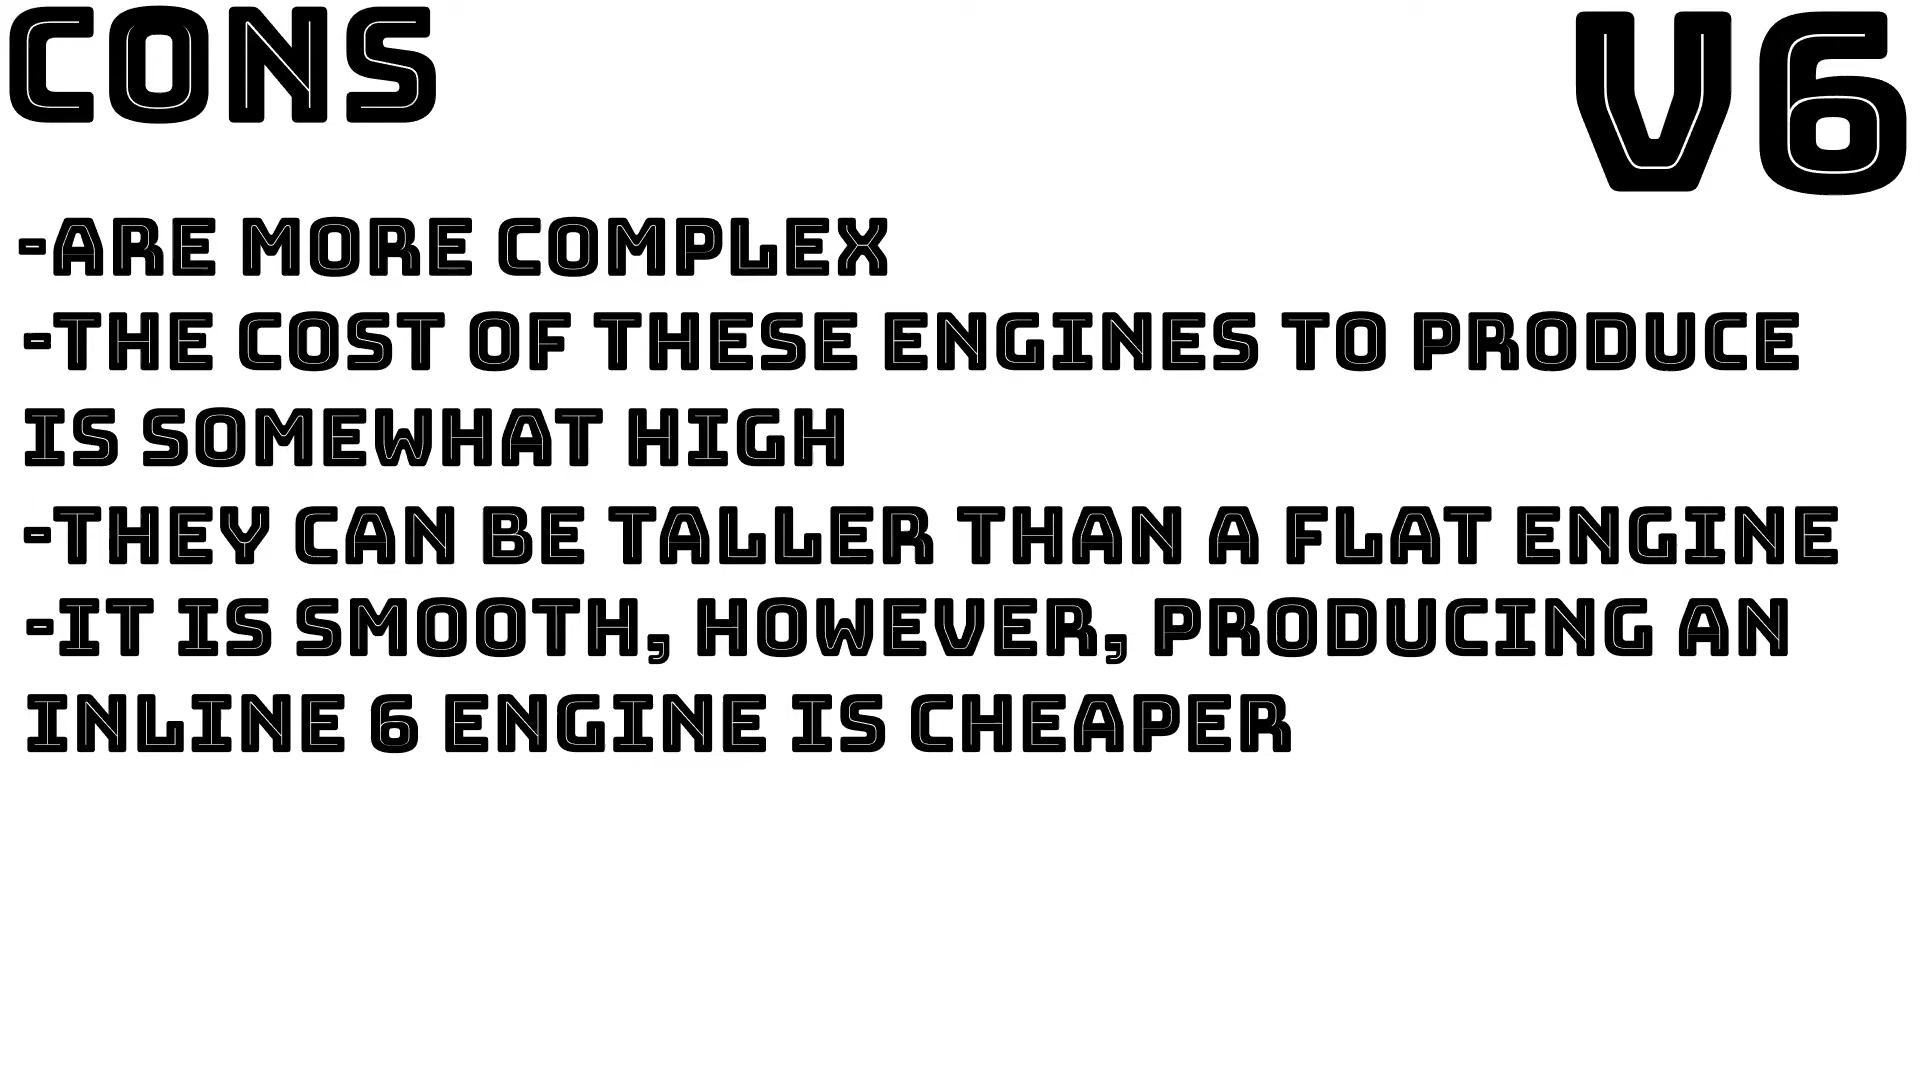 CONS
V6
-ARE MORE COMPLEX
-THE COST OF THESE ENGINES TO PRODUCE
IS SOMEWHAT HIGH
-THEY CAN BE TALLER THAN A FLAT ENGINE
-IT IS SMOOTH, HOWEVER, PRODUCING AN
INLINE 6 ENGINE IS CHEAPER